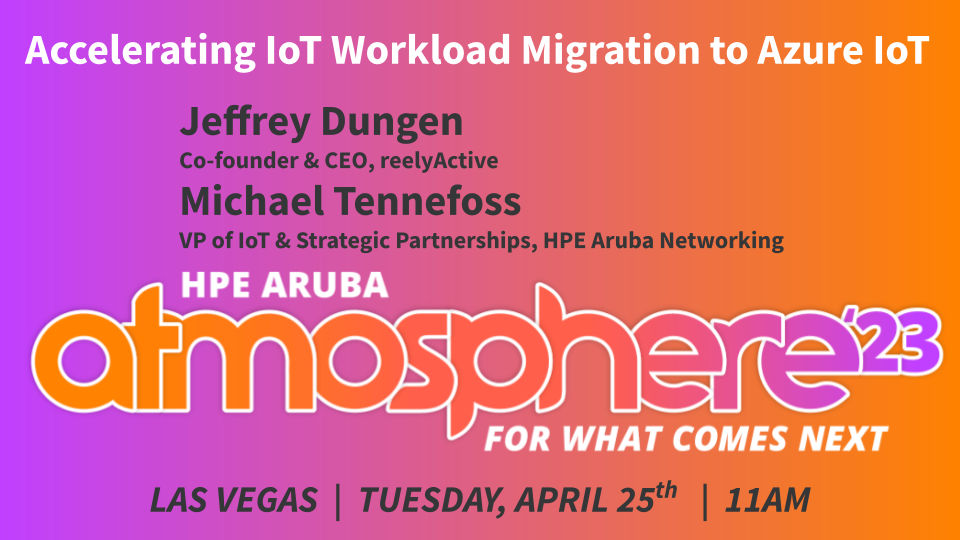 Accelerating IoT Workload Migration to Azure IoT
Jeffrey Dungen
Co-founder & CEO, reelyActive
Michael Tennefoss
VP of IoT & Strategic Partnerships, HPE Aruba Networking
HPE ARUBA
atmosphere'23
FOR WHAT COMES NEXT
LAS VEGAS | TUESDAY, APRIL 25th | 11AM